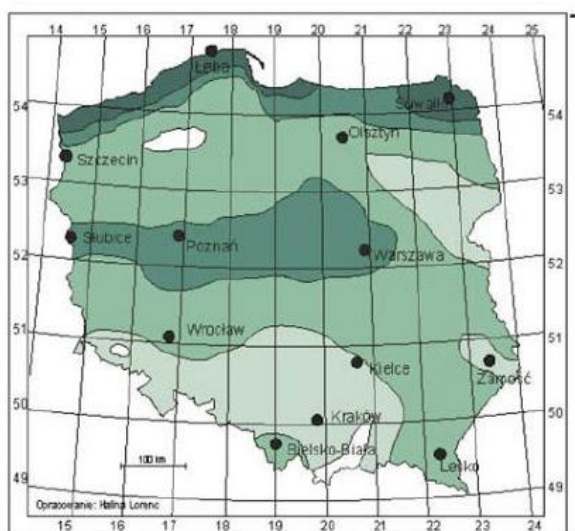 14 15 16 17 18 19 20 21 22 23 24 25
Łeba
Suwałki
54 54
Olsztyn
Szczecin
53 53
Słubice
Poznań
Warszawa
52 52
Wrocław
51 51
Kielce
Zamość
50 50
Kraków
Bielsko-Biała
Lesko
100 km
49 49
Opracowanie: Halina Lorenc
15 16 17 18 19 20 21 22 23 24